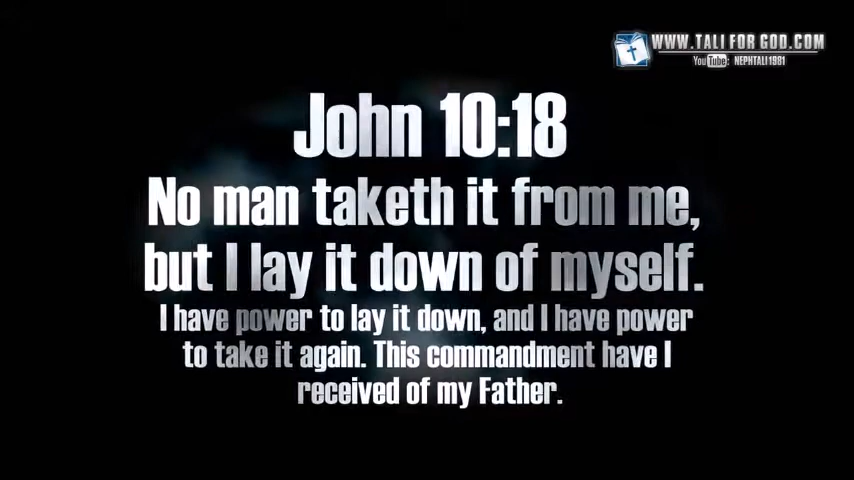 WWW.TALI FOR GOD.COM
YouTube: NEPHTALI1981
John 10:18
No man taketh it from me,
but I lay it down of myself.
I have power to lay it down, and I have power
to take it again. This commandment have I
received of my Father.